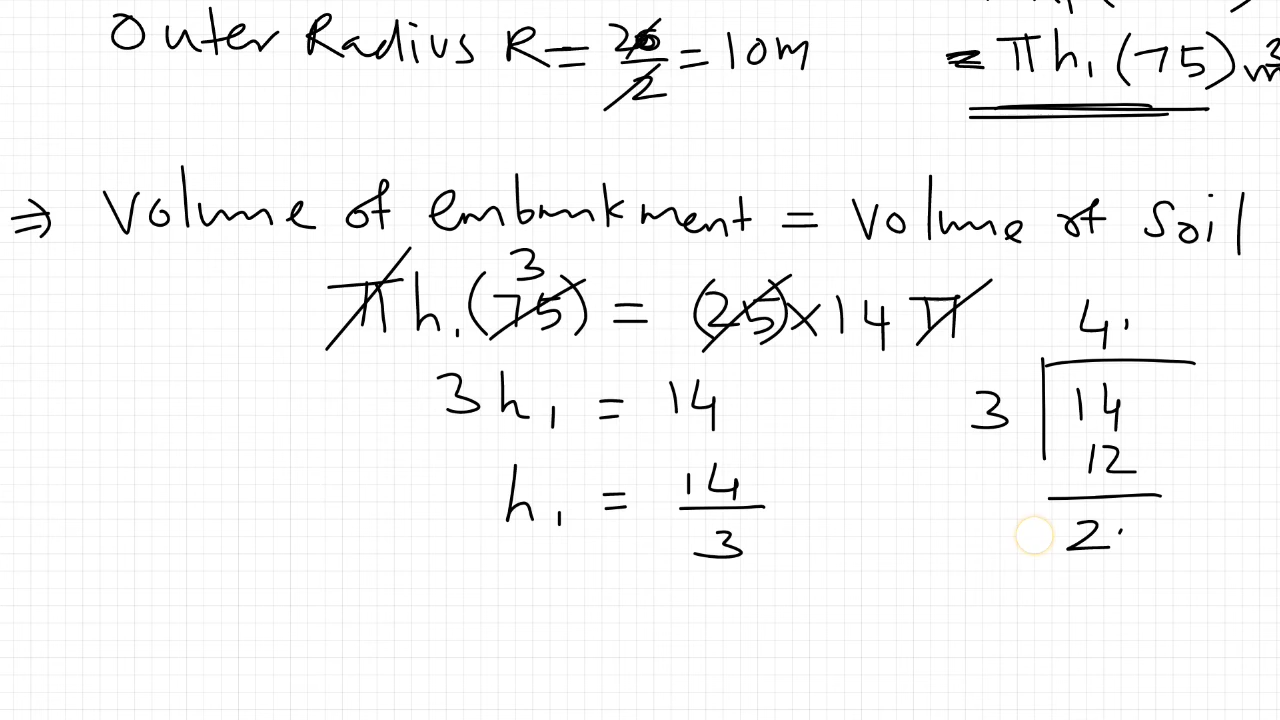 Outer Radius R = 20/2 = 10m
= πh₁(75)m³
⇒ Volume of embankment = Volume of Soil
πh₁(75) = (25)×14π
3
3h₁ = 14
h₁ = 14/3
4.
3 14
12
2.